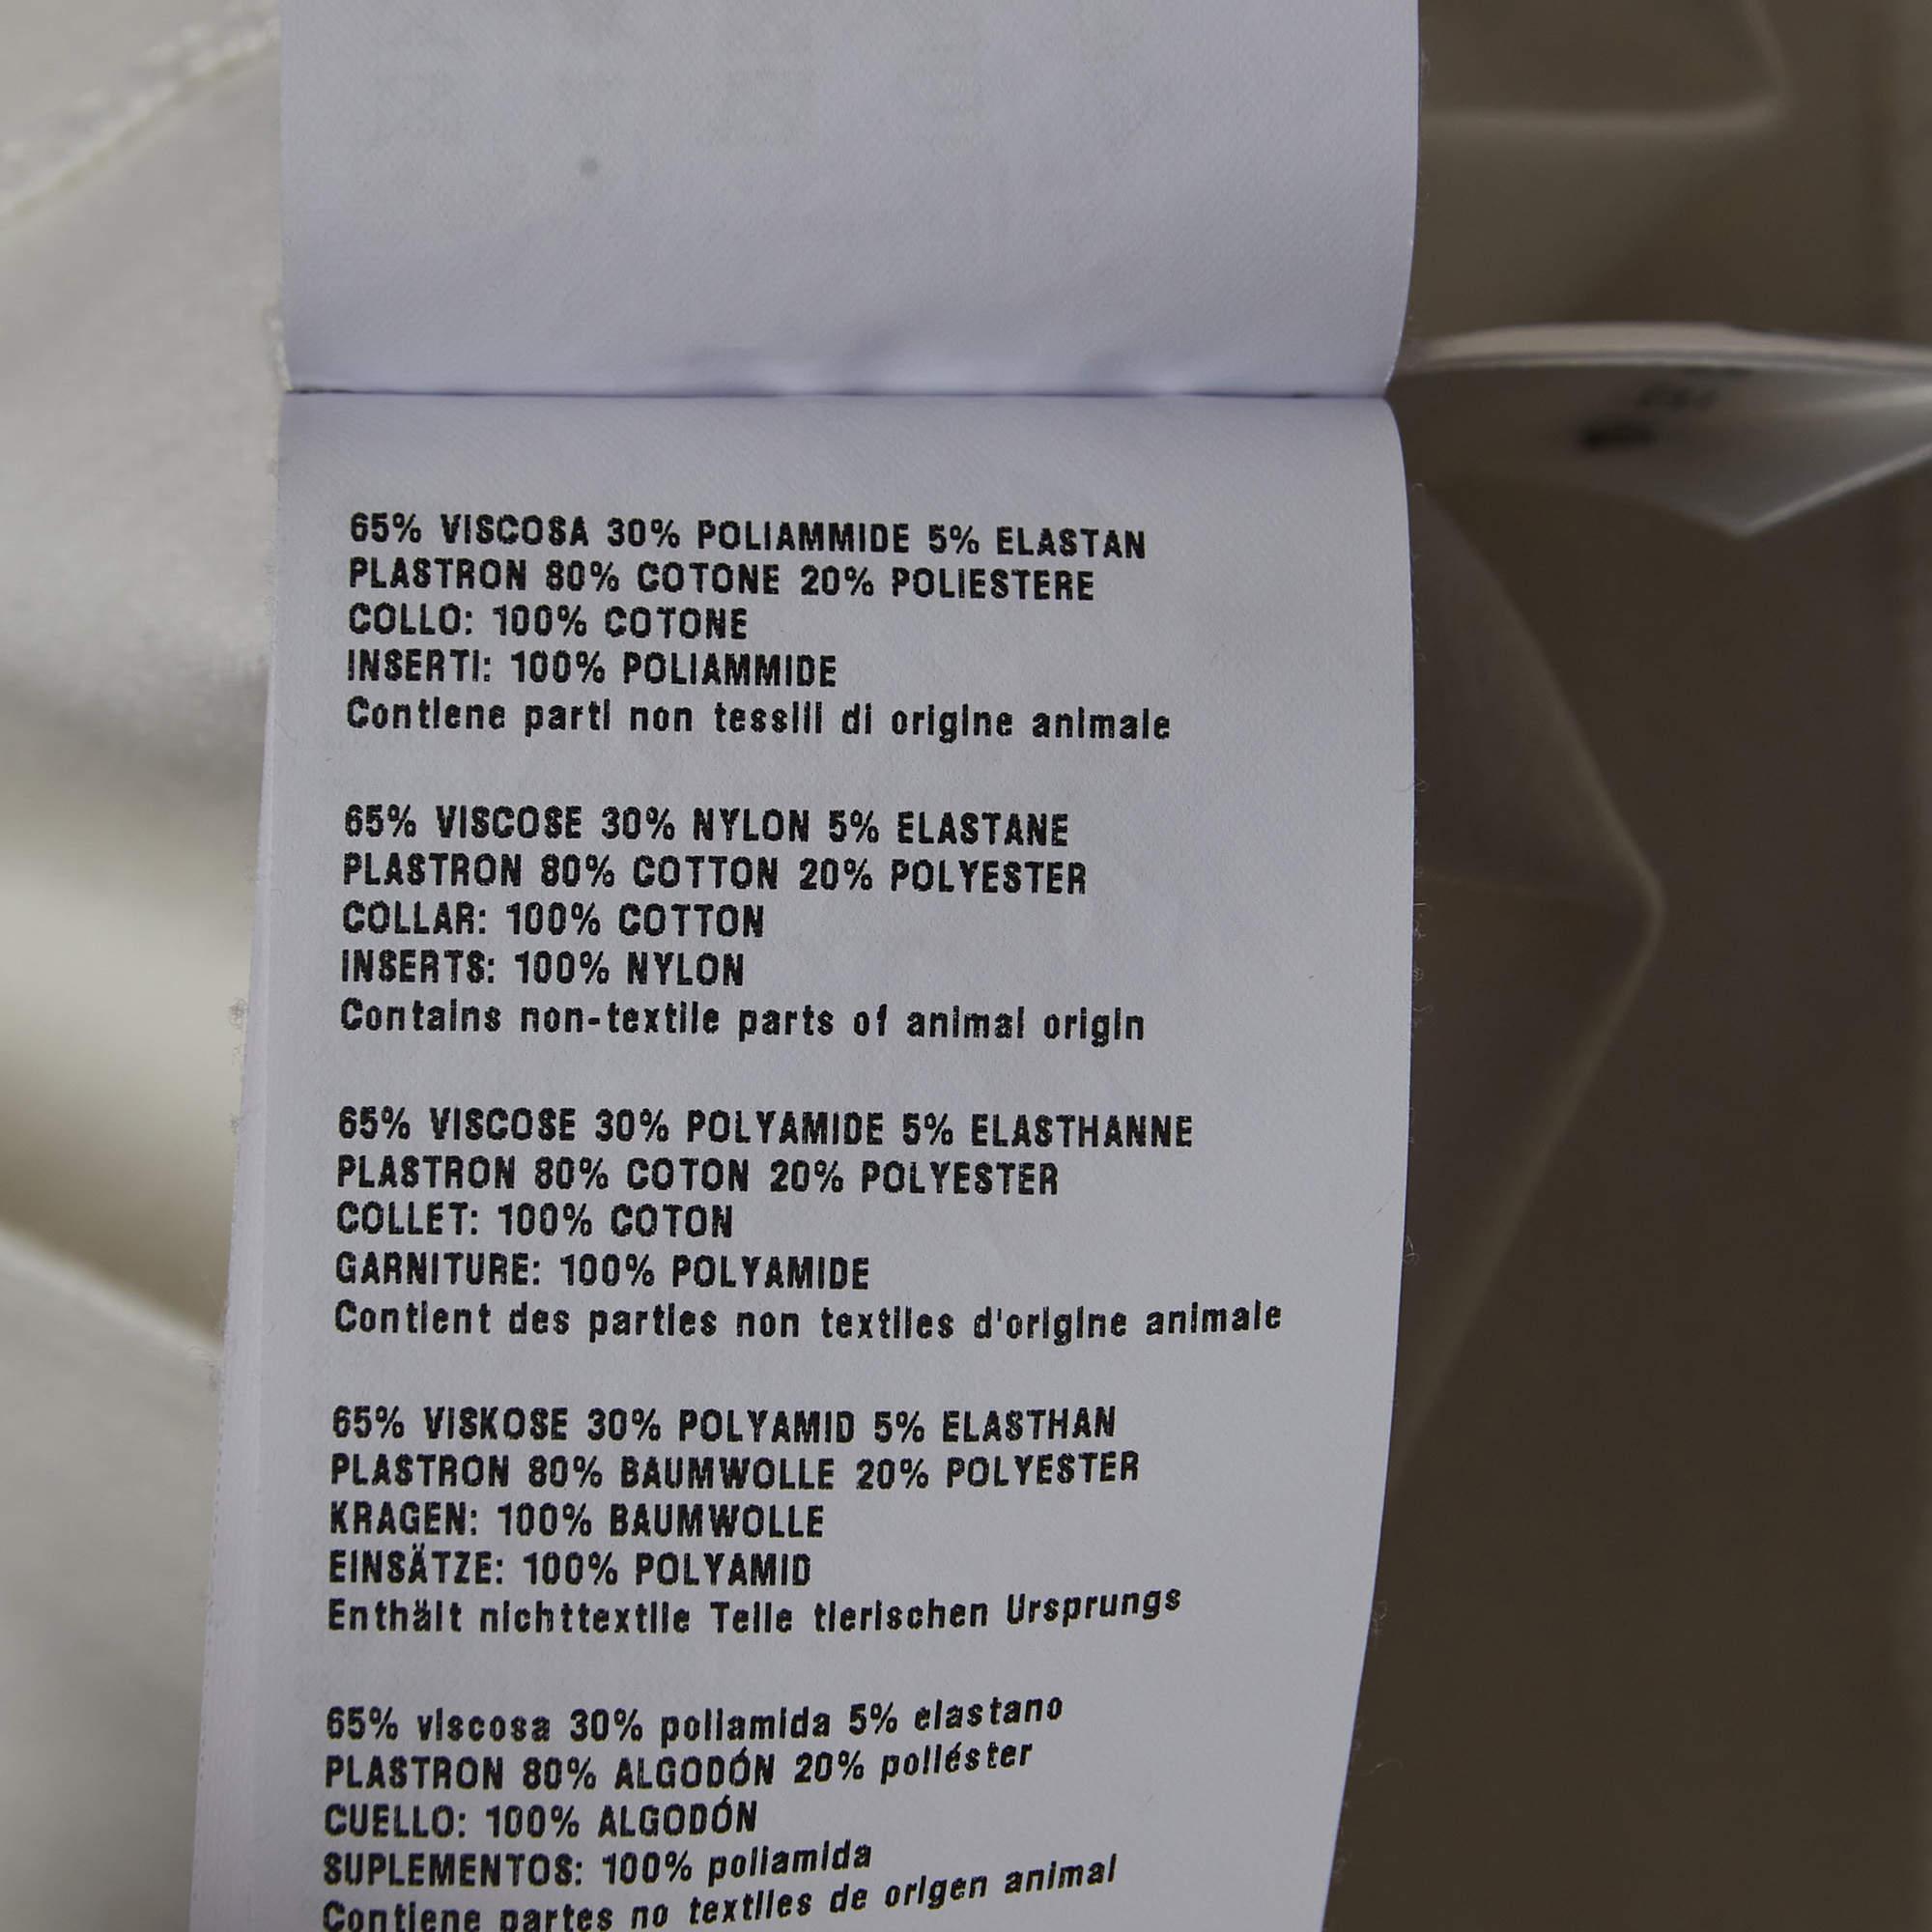 65% VISCOSA 30% POLIAMMIDE 5% ELASTAN
PLASTRON 80% COTONE 20% POLIESTERE
COLLO: 100% COTONE
INSERTI: 100% POLIAMMIDE
Contiene parti non tessili di origine animale
65% VISCOSE 30% NYLON 5% ELASTANE
PLASTRON 80% COTTON 20% POLYESTER
COLLAR: 100% COTTON
INSERTS: 100% NYLON
Contains non-textile parts of animal origin
65% VISCOSE 30% POLYAMIDE 5% ELASTHANNE
PLASTRON 80% COTON 20% POLYESTER
COLLET: 100% COTON
GARNITURE: 100% POLYAMIDE
Contient des parties non textiles d'origine animale
65% VISKOSE 30% POLYAMID 5% ELASTHAN
PLASTRON 80% BAUMWOLLE 20% POLYESTER
KRAGEN: 100% BAUMWOLLE
EINSÄTZE: 100% POLYAMID
Enthält nichttextile Teile tierischen Ursprungs
65% viscosa 30% poliamida 5% elastano
PLASTRON 80% ALGODÓN 20% poliéster
CUELLO: 100% ALGODÓN
SUPLEMENTOS: 100% poliamida
Contiene partes no textiles de origen animal